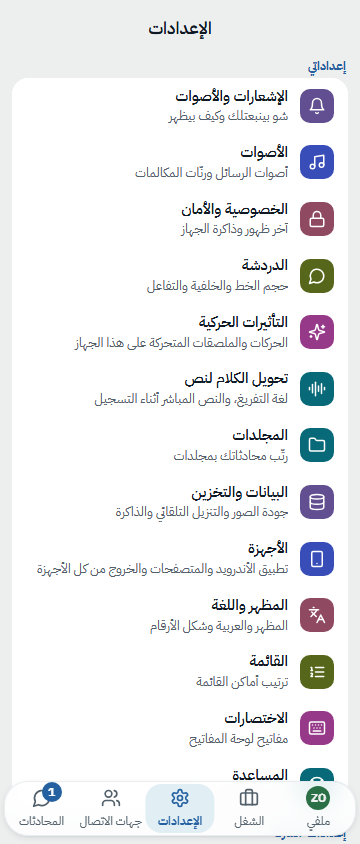 الإعدادات
إعداداتي
الإشعارات والأصوات
شو بينبعتلك وكيف بيظهر
الأصوات
أصوات الرسائل ورنّات المكالمات
الخصوصية والأمان
آخر ظهور وذاكرة الجهاز
الدردشة
حجم الخط والخلفية والتفاعل
التأثيرات الحركية
الحركات والملصقات المتحركة على هذا الجهاز
تحويل الكلام لنص
لغة التفريغ، والنص المباشر أثناء التسجيل
المجلدات
رتّب محادثاتك بمجلدات
البيانات والتخزين
جودة الصور والتنزيل التلقائي والذاكرة
الأجهزة
تطبيق الأندرويد والمتصفحات والخروج من كل الأجهزة
المظهر واللغة
المظهر والعربية وشكل الأرقام
القائمة
ترتيب أماكن القائمة
الاختصارات
مفاتيح لوحة المفاتيح
المساعدة
ZO
1
ملفي
الشغل
الإعدادات
جهات الاتصال
المحادثات